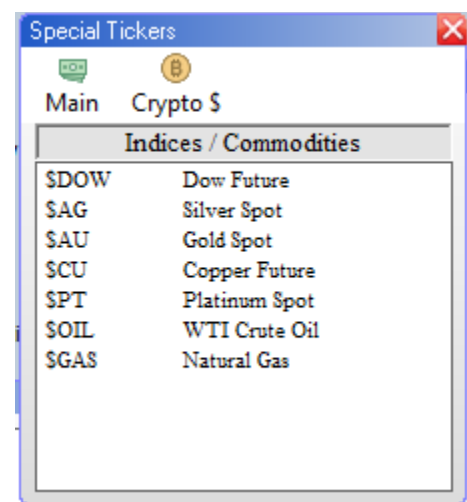 Special Tickers
Main Crypto $
Indices / Commodities
$DOW Dow Future
$AG Silver Spot
$AU Gold Spot
$CU Copper Future
$PT Platinum Spot
$OIL WTI Crute Oil
$GAS Natural Gas